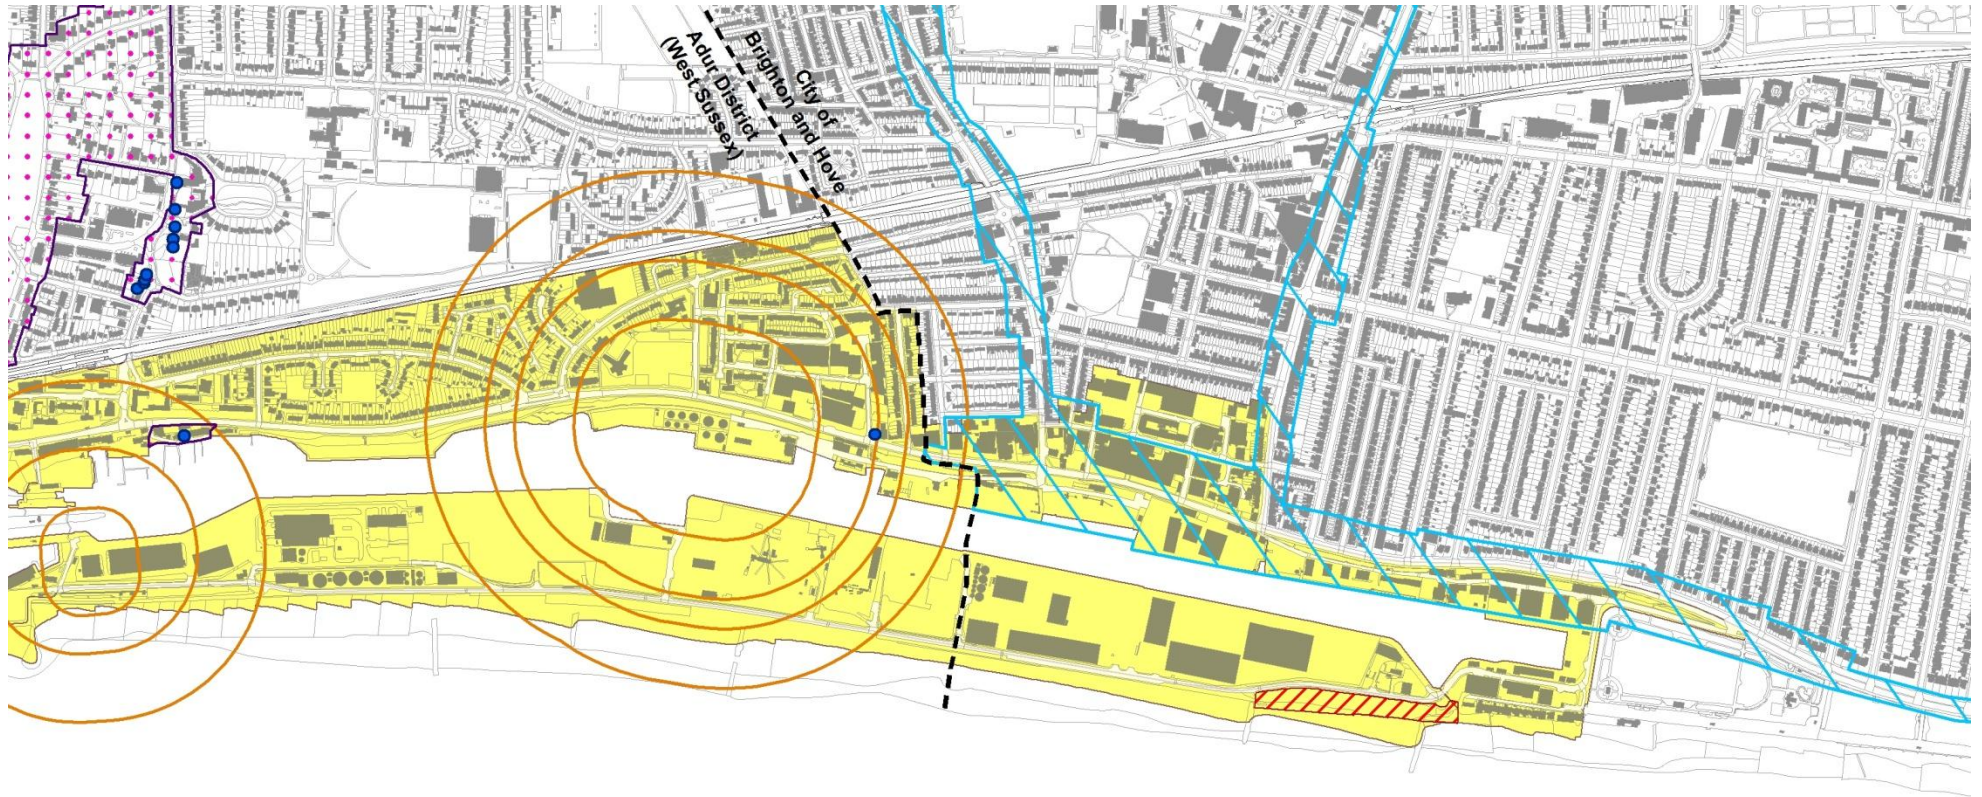 City of
Brighton and Hove
Adur District
(West Sussex)